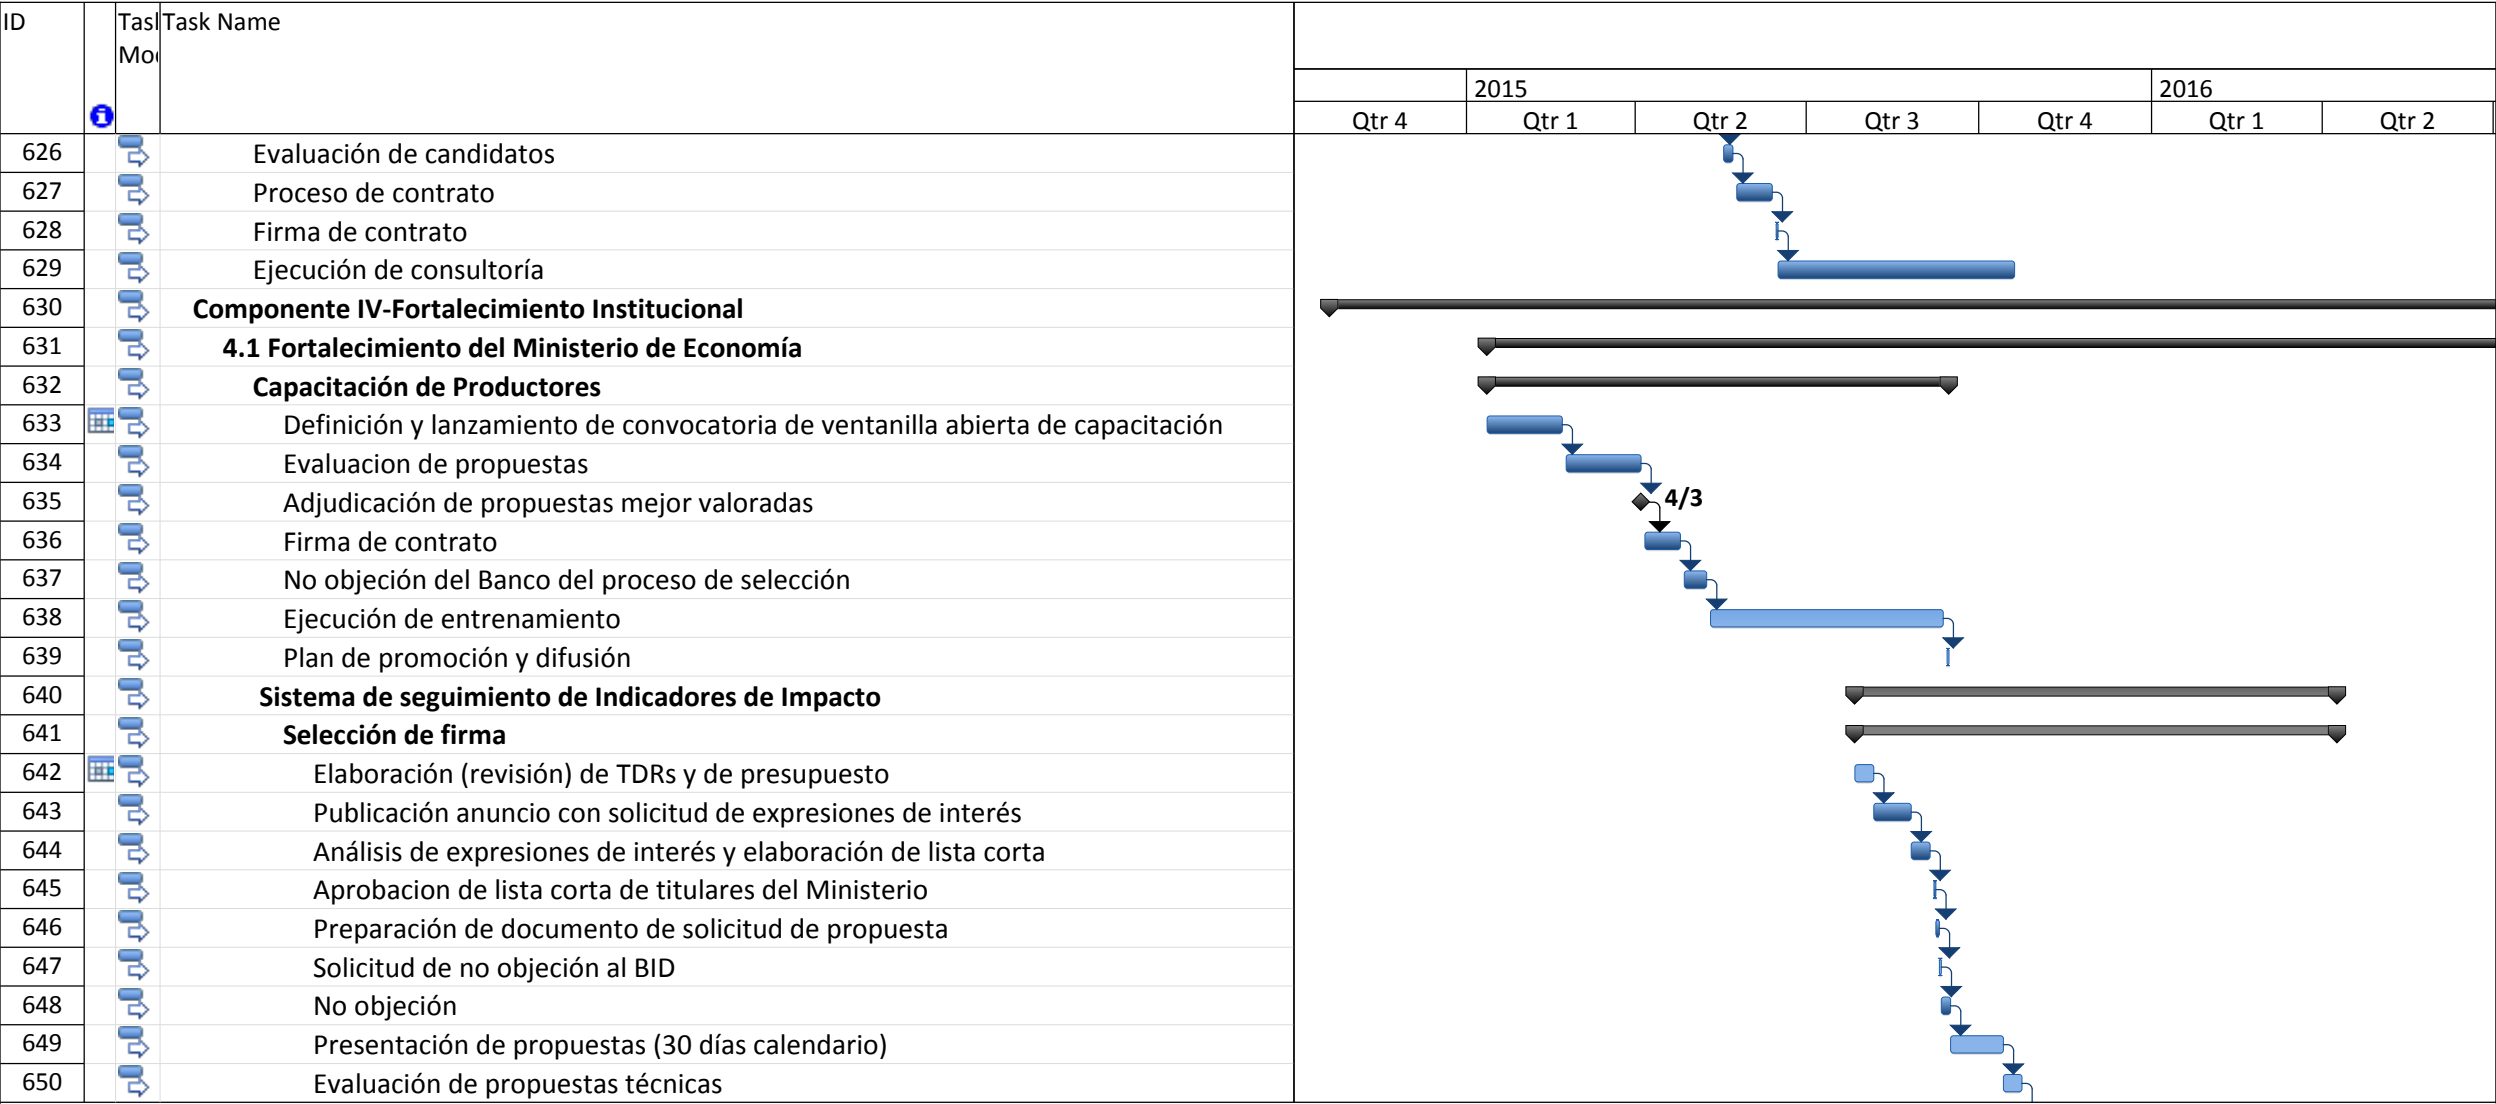 ID
Task Name
2015
2016
Qtr 4
Qtr 1
Qtr 2
Qtr 3
Qtr 4
Qtr 1
Qtr 2
626 Evaluación de candidatos
627 Proceso de contrato
628 Firma de contrato
629 Ejecución de consultoría
630 Componente IV-Fortalecimiento Institucional
631 4.1 Fortalecimiento del Ministerio de Economía
632 Capacitación de Productores
633 Definición y lanzamiento de convocatoria de ventanilla abierta de capacitación
634 Evaluacion de propuestas
635 Adjudicación de propuestas mejor valoradas 4/3
636 Firma de contrato
637 No objeción del Banco del proceso de selección
638 Ejecución de entrenamiento
639 Plan de promoción y difusión
640 Sistema de seguimiento de Indicadores de Impacto
641 Selección de firma
642 Elaboración (revisión) de TDRs y de presupuesto
643 Publicación anuncio con solicitud de expresiones de interés
644 Análisis de expresiones de interés y elaboración de lista corta
645 Aprobacion de lista corta de titulares del Ministerio
646 Preparación de documento de solicitud de propuesta
647 Solicitud de no objeción al BID
648 No objeción
649 Presentación de propuestas (30 días calendario)
650 Evaluación de propuestas técnicas